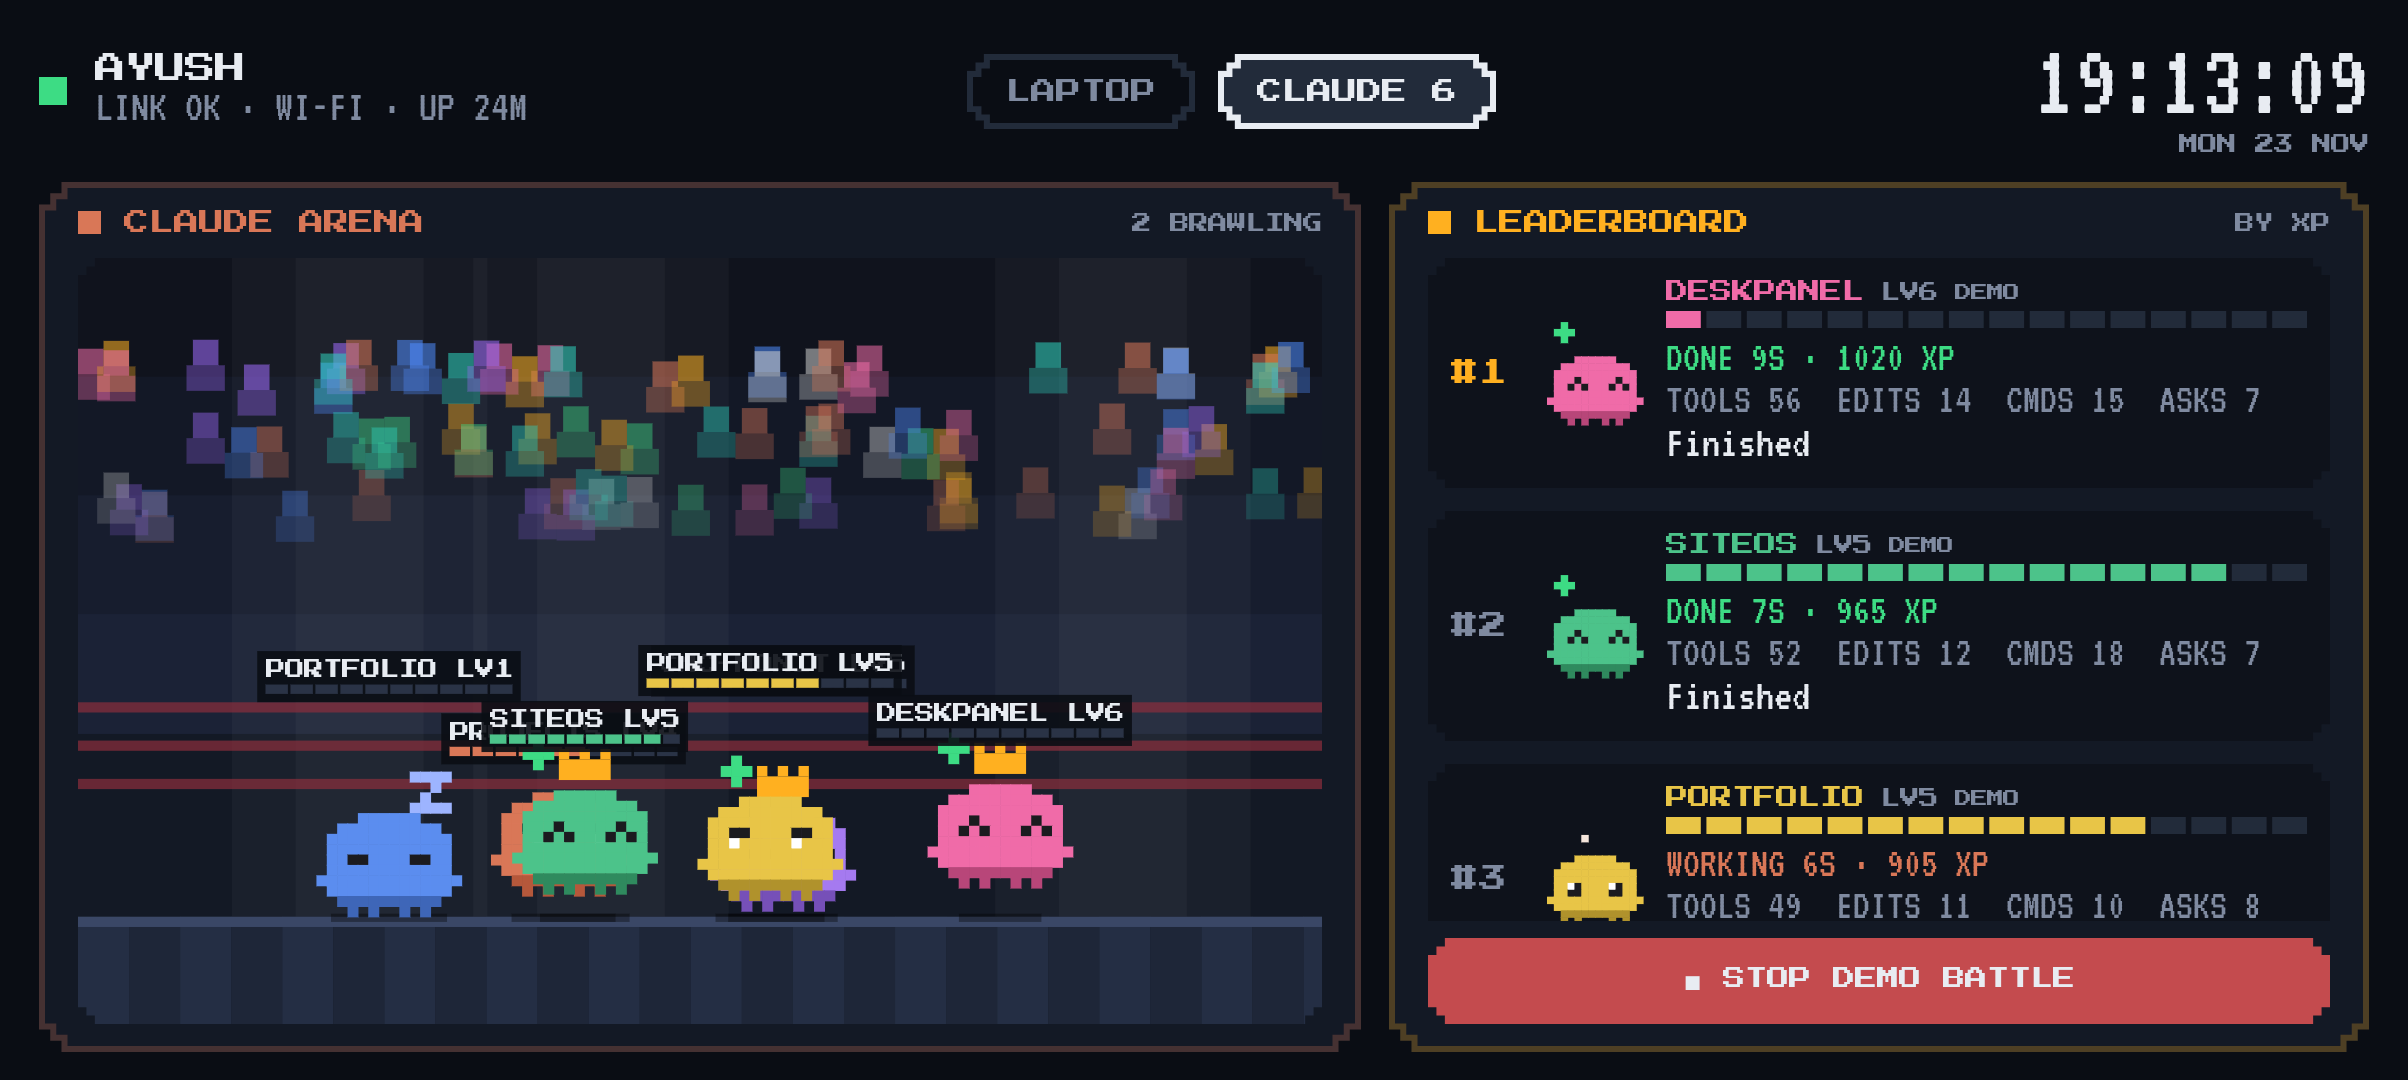 AYUSH
LINK OK · WI-FI · UP 24M
LAPTOP
CLAUDE 6
19:13:09
MON 23 NOV
CLAUDE ARENA
2 BRAWLING
PORTFOLIO LV1
PORTFOLIO LV5
PR
SITEOS LV5
DESKPANEL LV6
LEADERBOARD
BY XP
#1
DESKPANEL LV6 DEMO
DONE 9S · 1020 XP
TOOLS 56 EDITS 14 CMDS 15 ASKS 7
Finished
#2
SITEOS LV5 DEMO
DONE 7S · 965 XP
TOOLS 52 EDITS 12 CMDS 18 ASKS 7
Finished
#3
PORTFOLIO LV5 DEMO
WORKING 6S · 905 XP
TOOLS 49 EDITS 11 CMDS 10 ASKS 8
STOP DEMO BATTLE